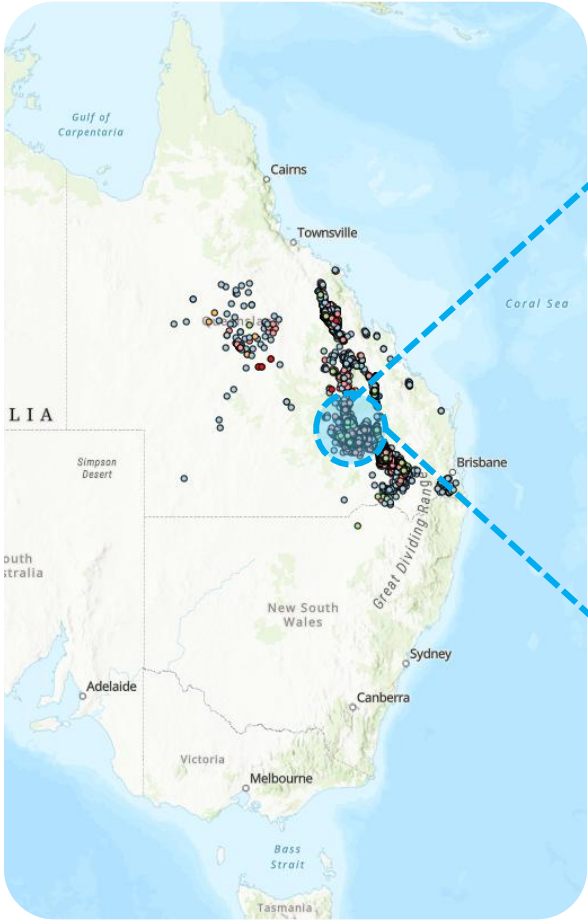 Gulf of
Carpentaria
Cairns
Townsville
Coral Sea
LIA
Simpson
Desert
Brisbane
Great Dividing Range
outh
stralia
New South
Wales
Sydney
Adelaide
Canberra
Victoria
Melbourne
Bass
Strait
Tasmania